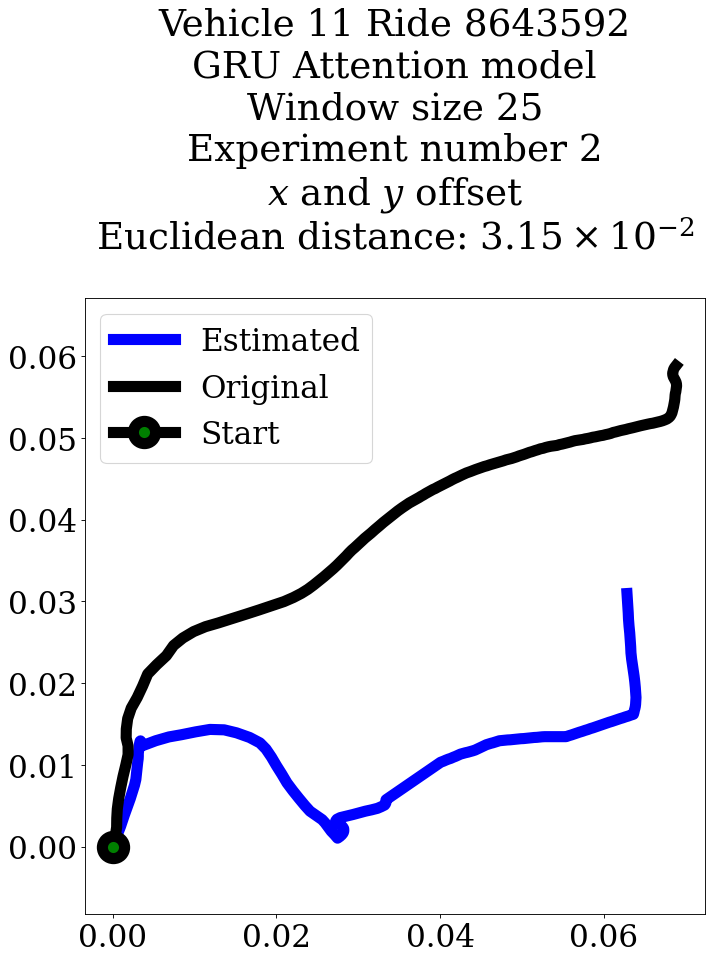 Vehicle 11 Ride 8643592
GRU Attention model
Window size 25
Experiment number 2
x and y offset
Euclidean distance: 3.15 × 10⁻²
Estimated
Original
Start
0.06
0.05
0.04
0.03
0.02
0.01
0.00
0.00 0.02 0.04 0.06